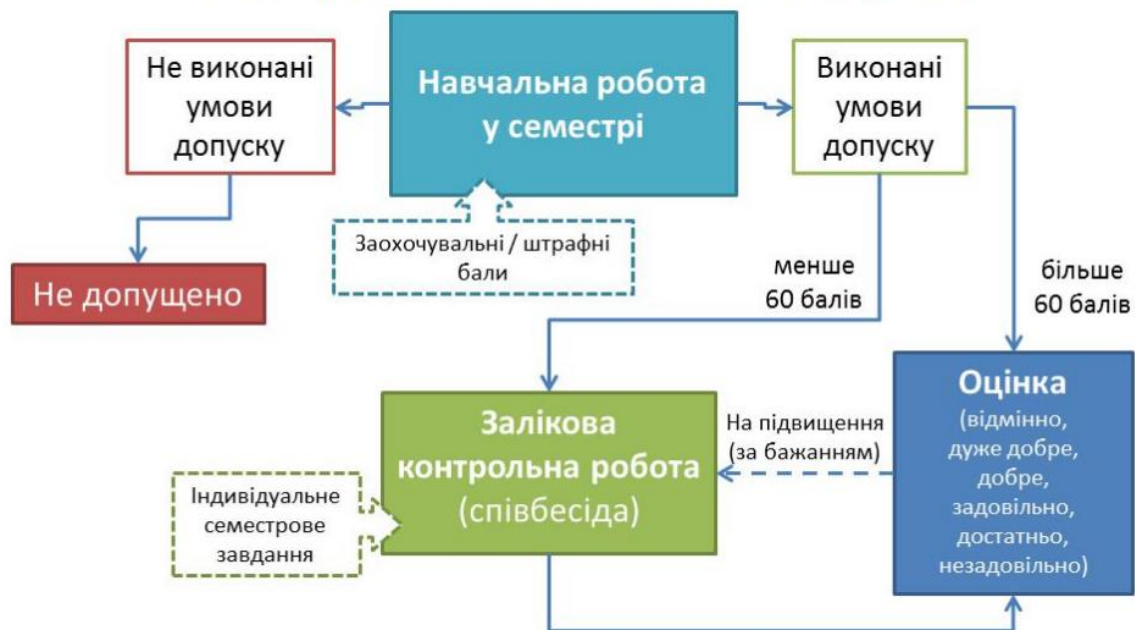 Не виконані
умови
допуску
Навчальна робота
у семестрі
Виконані
умови
допуску
Заохочувальні / штрафні
бали
Не допущено
менше
60 балів
більше
60 балів
Залікова
контрольна робота
(співбесіда)
На підвищення
(за бажанням)
Оцінка
(відмінно,
дуже добре,
добре,
задовільно,
достатньо,
незадовільно)
Індивідуальне
семестрове
завдання